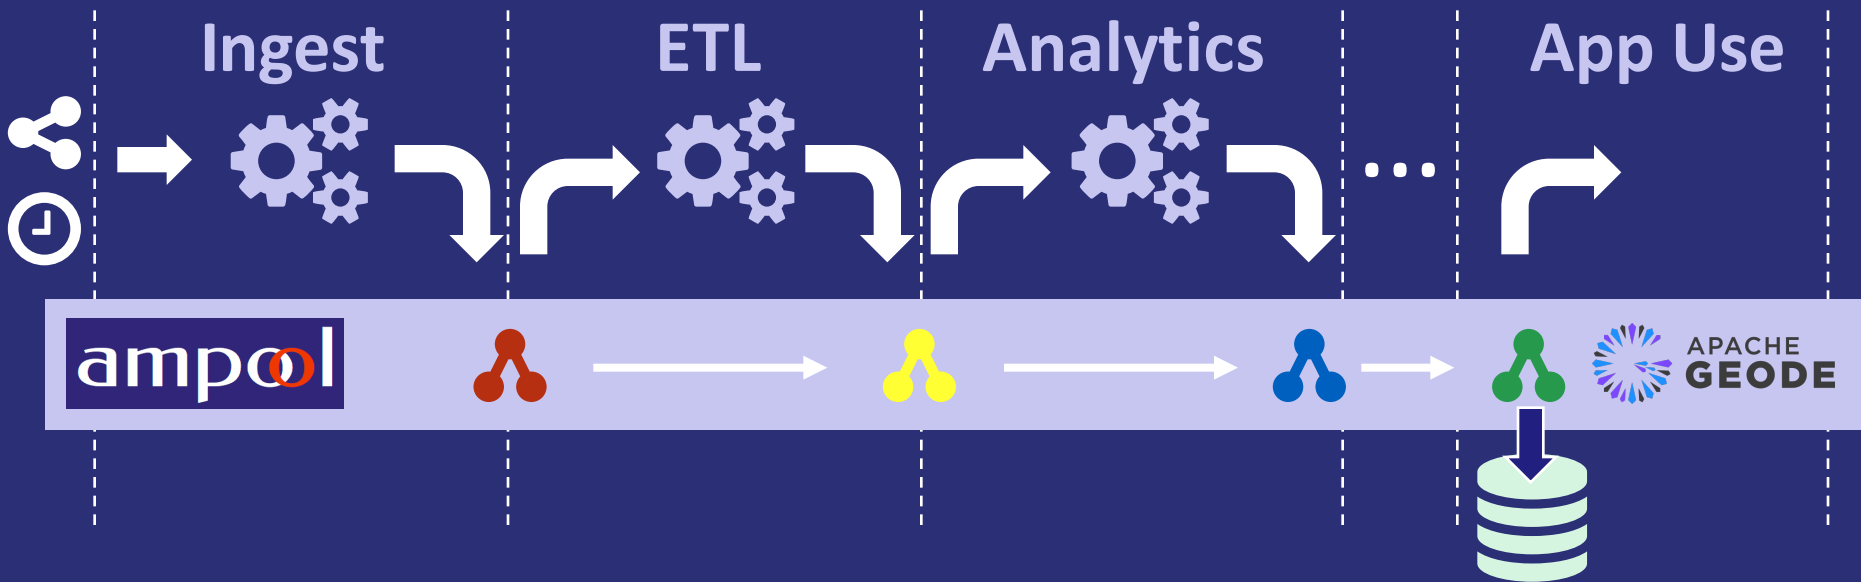 Ingest
ETL
Analytics
...
App Use
ampool
APACHE
GEODE